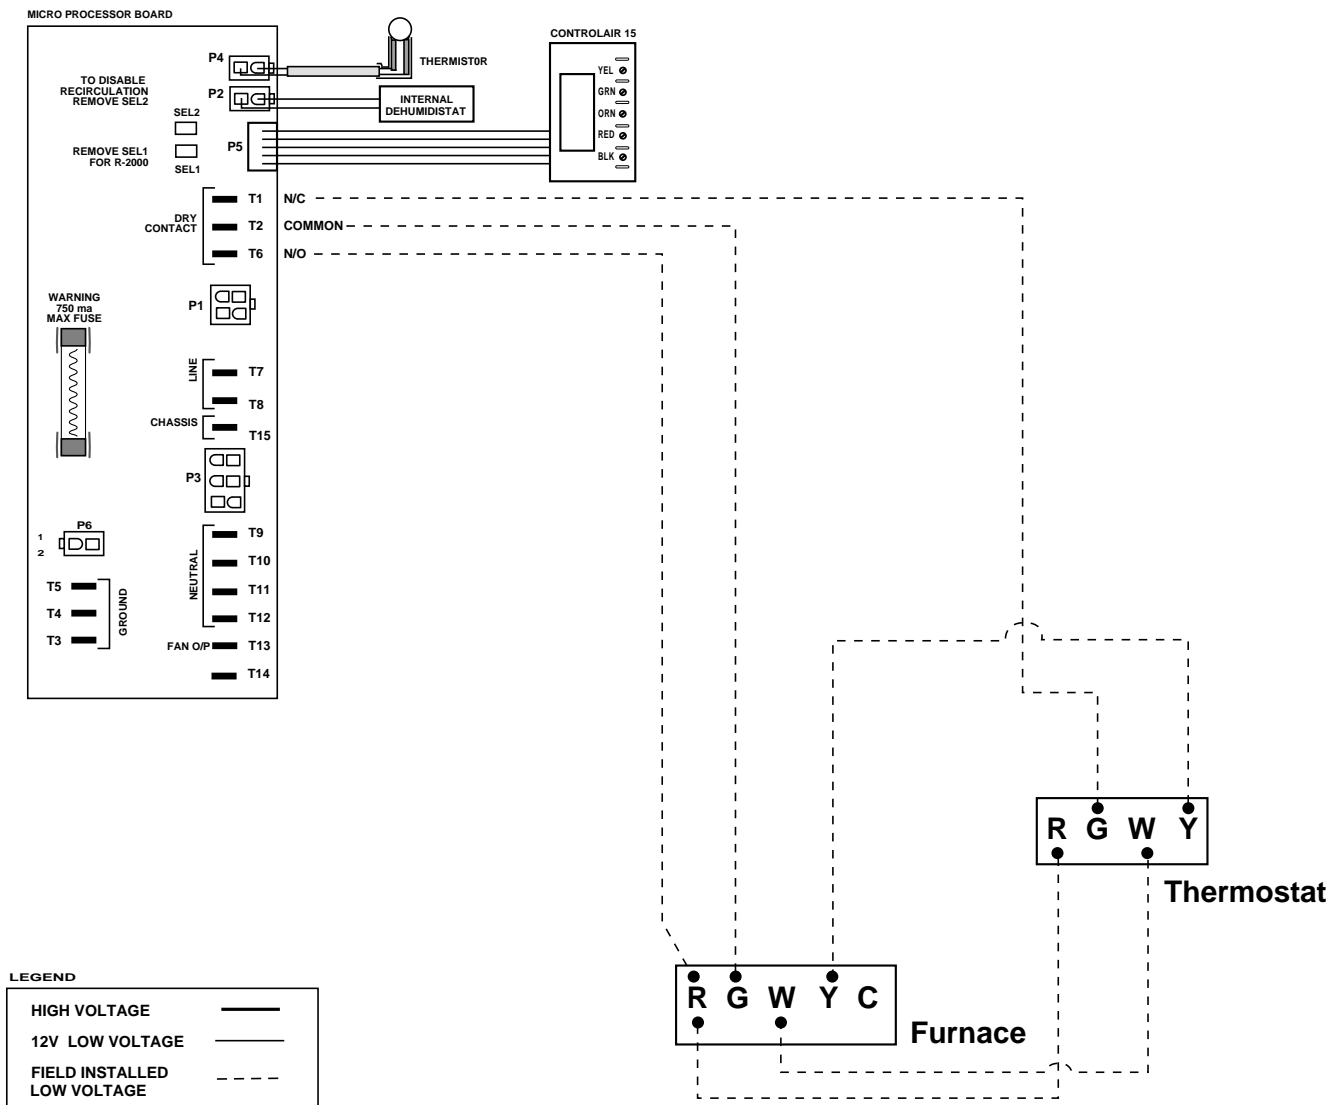 MICRO PROCESSOR BOARD
P4
THERMIST0R
CONTROLAIR 15
YEL
GRN
ORN
RED
BLK
TO DISABLE
RECIRCULATION
REMOVE SEL2
P2
INTERNAL
DEHUMIDISTAT
SEL2
REMOVE SEL1
FOR R-2000
SEL1
P5
DRY
CONTACT
T1 N/C
T2 COMMON
T6 N/O
P1
WARNING
750 ma
MAX FUSE
LINE
T7
T8
CHASSIS
T15
P3
P6
1
2
NEUTRAL
T9
T10
T11
T12
T5
T4
T3
GROUND
FAN O/P
T13
T14
R G W Y
Thermostat
R G W Y C
Furnace
LEGEND
HIGH VOLTAGE
12V LOW VOLTAGE
FIELD INSTALLED
LOW VOLTAGE